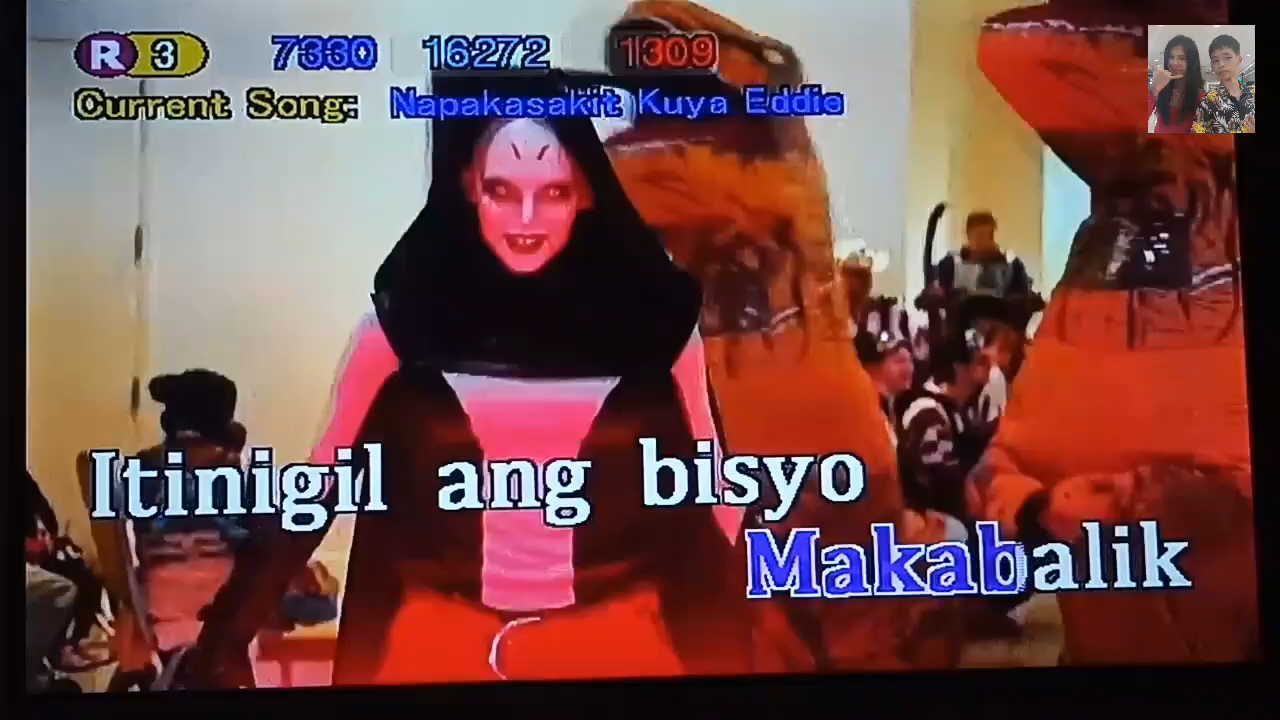 R 3 7330 16272 1309
Current Song: Napakasakit Kuya Eddie
Itinigil ang bisyo
Makabalik